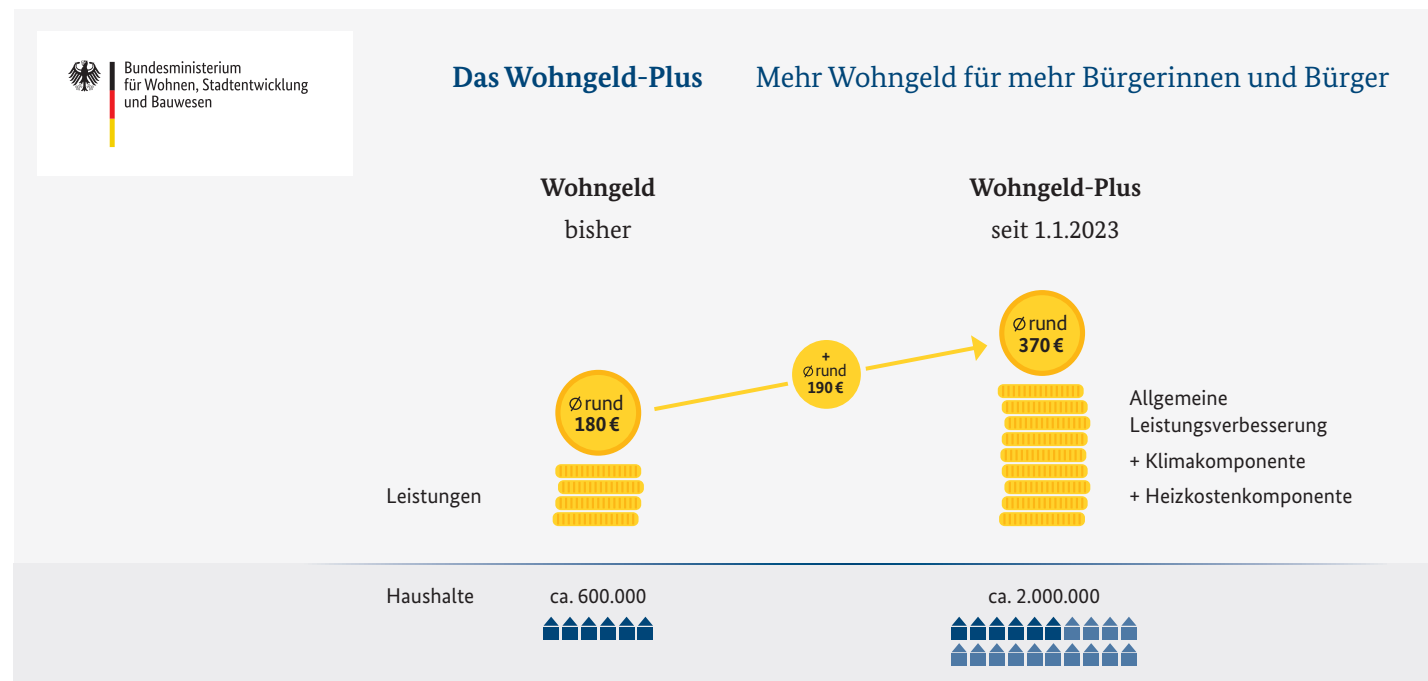 Bundesministerium
für Wohnen, Stadtentwicklung
und Bauwesen
Das Wohngeld-Plus Mehr Wohngeld für mehr Bürgerinnen und Bürger
Wohngeld
bisher
Wohngeld-Plus
seit 1.1.2023
Leistungen
Ø rund
180 €
+
Ø rund
190 €
Ø rund
370 €
Allgemeine
Leistungsverbesserung
+ Klimakomponente
+ Heizkostenkomponente
Haushalte
ca. 600.000
ca. 2.000.000